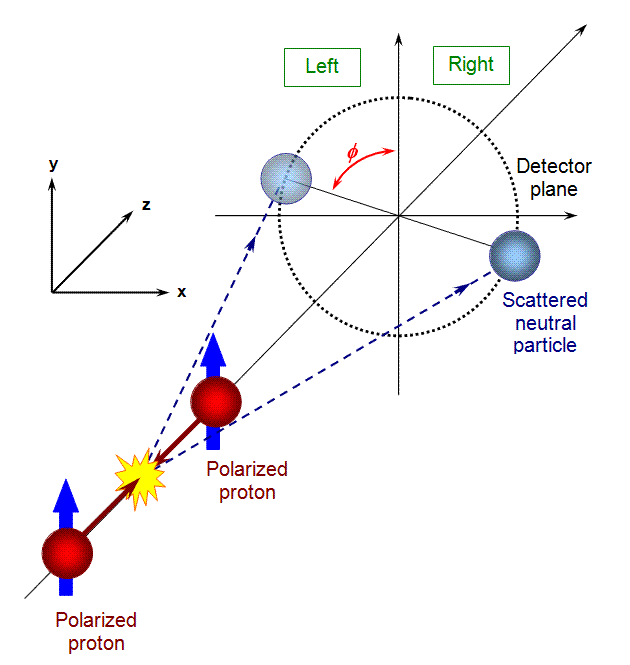 Left
Right
ϕ
Detector
plane
y
z
x
Scattered
neutral
particle
Polarized
proton
Polarized
proton